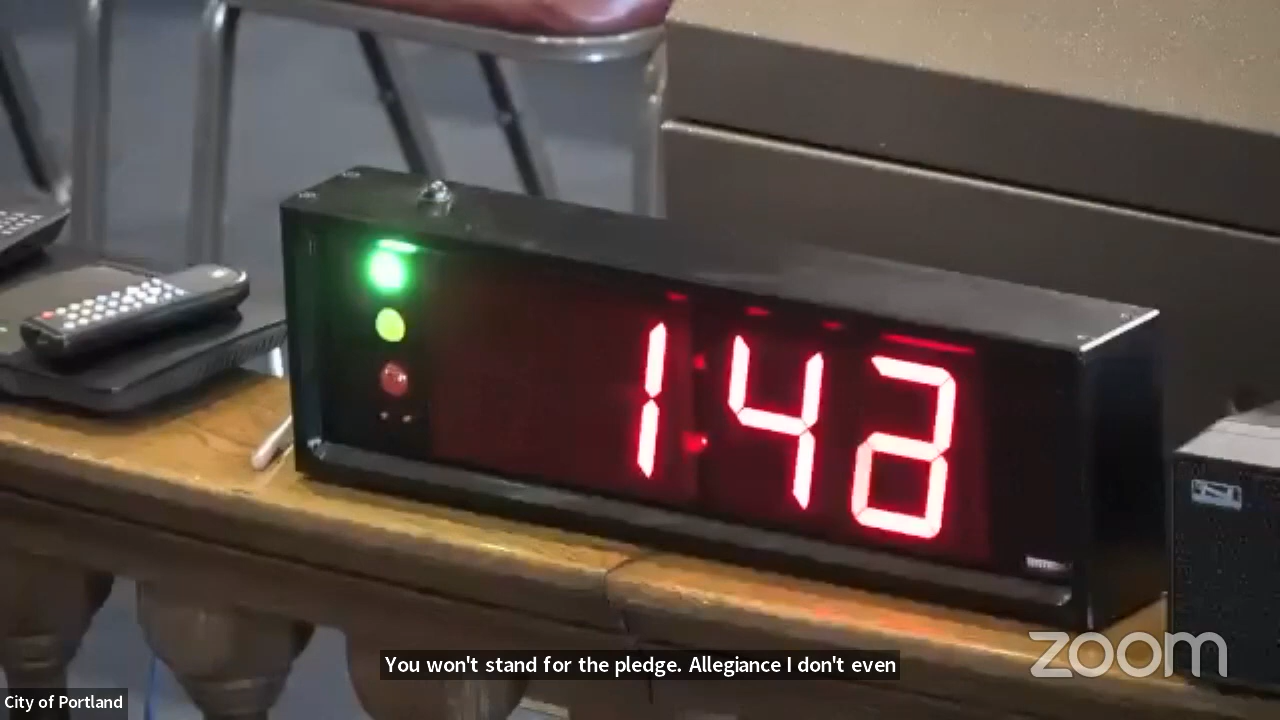 1:42
You won't stand for the pledge. Allegiance I don't even
zoom
City of Portland